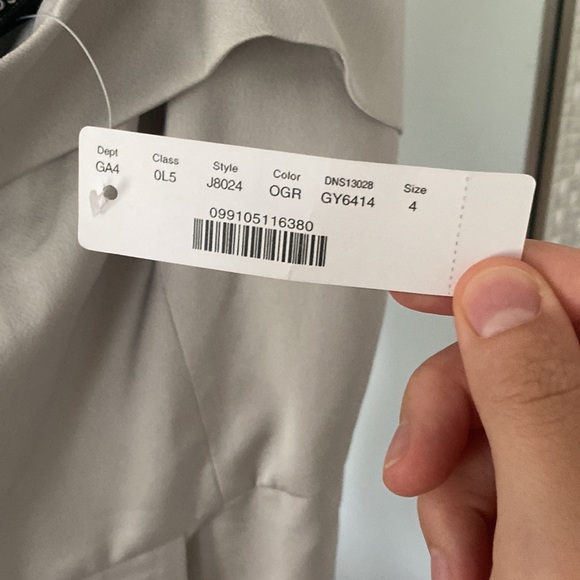 Dept Class Style Color DNS13028 Size
GA4 0L5 J8024 OGR GY6414 4
099105116380